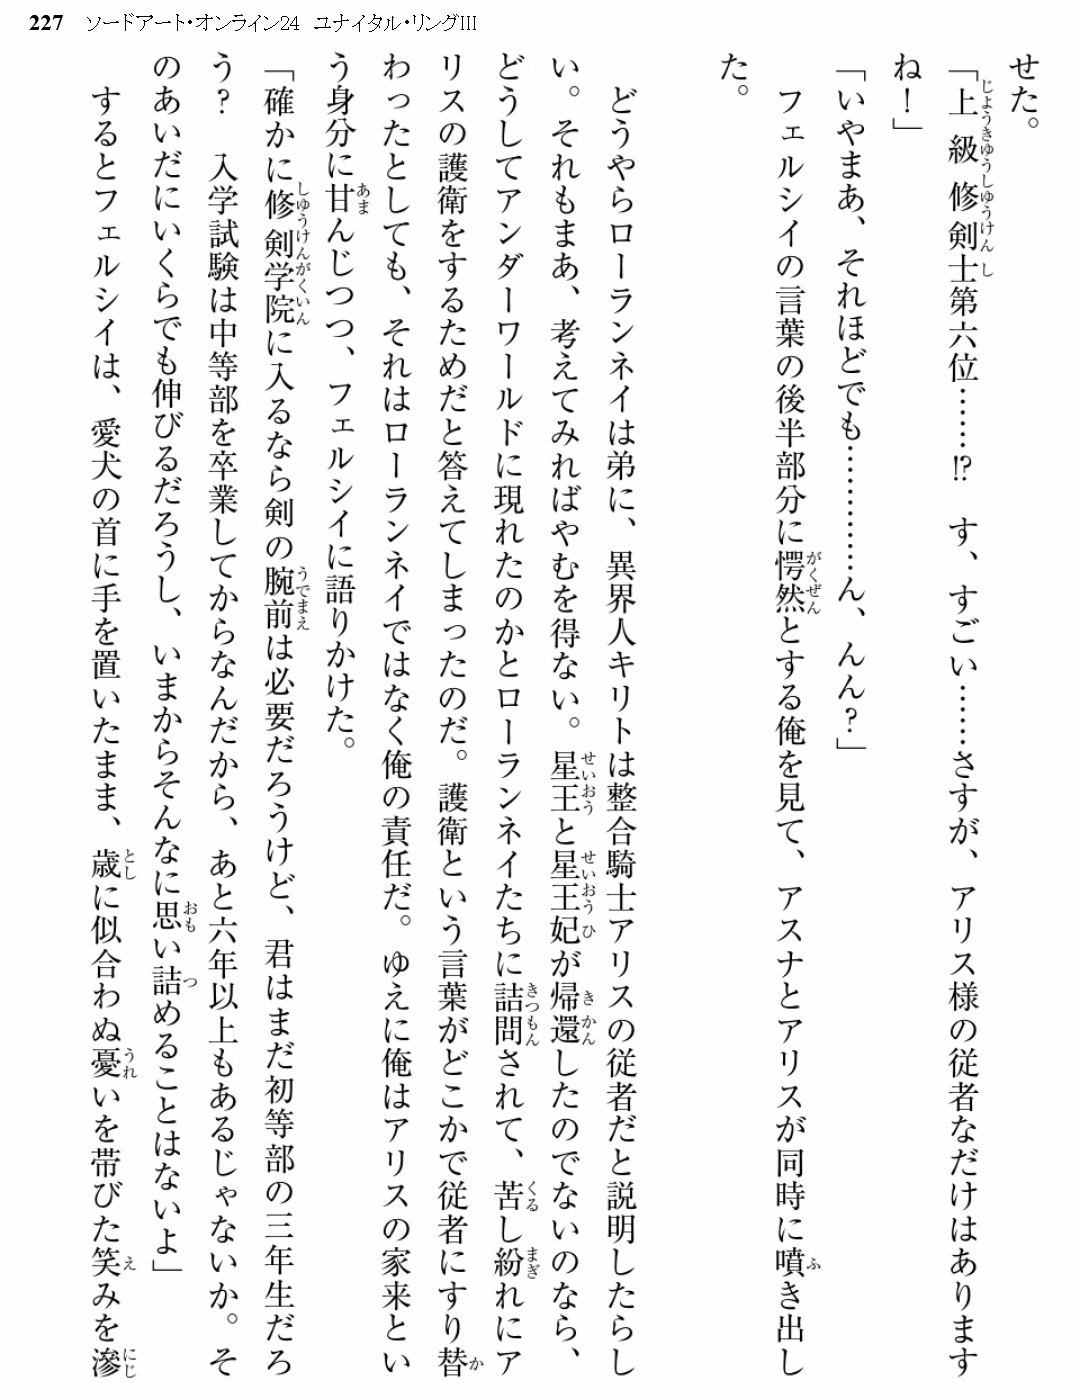 227 ソードアート・オンライン24 ユナイタル・リングIII
せた。
「上級修剣士第六位……⁉ す、すごい……さすが、アリス様の従者なだけはあります
ね！」
「いやまあ、それほどでも…………ん、んん？」
フェルシイの言葉の後半部分に愕然とする俺を見て、アスナとアリスが同時に噴き出し
た。
どうやらローランネイは弟に、異界人キリトは整合騎士アリスの従者だと説明したらし
い。それもまあ、考えてみればやむを得ない。星王と星王妃が帰還したのでないのなら、
どうしてアンダーワールドに現れたのかとローランネイたちに詰問されて、苦し紛れにア
リスの護衛をするためだと答えてしまったのだ。護衛という言葉がどこかで従者にすり替
わったとしても、それはローランネイではなく俺の責任だ。ゆえに俺はアリスの家来とい
う身分に甘んじつつ、フェルシイに語りかけた。
「確かに修剣学院に入るなら剣の腕前は必要だろうけど、君はまだ初等部の三年生だろ
う？ 入学試験は中等部を卒業してからなんだから、あと六年以上もあるじゃないか。そ
のあいだにいくらでも伸びるだろうし、いまからそんなに思い詰めることはないよ」
するとフェルシイは、愛犬の首に手を置いたまま、歳に似合わぬ憂いを帯びた笑みを滲